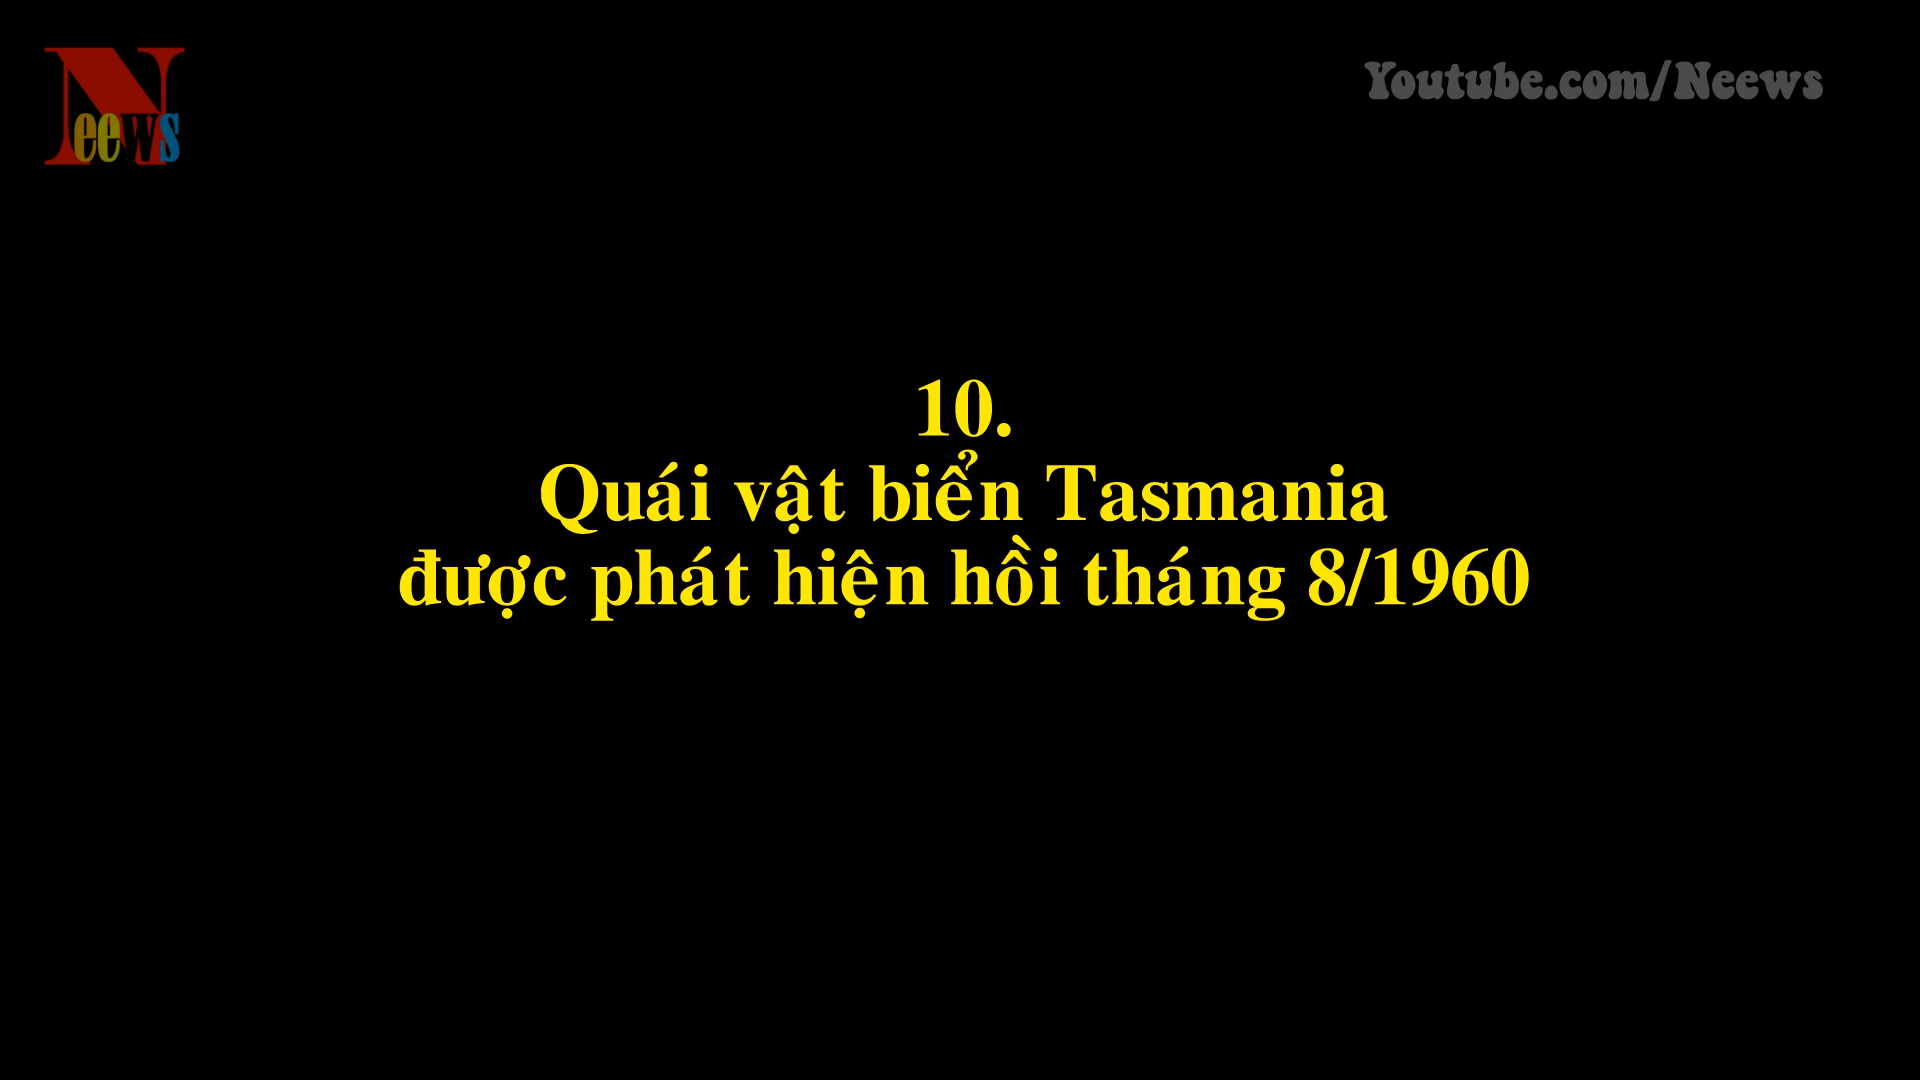 Neews
Youtube.com/Neews
10.
Quái vật biển Tasmania
được phát hiện hồi tháng 8/1960